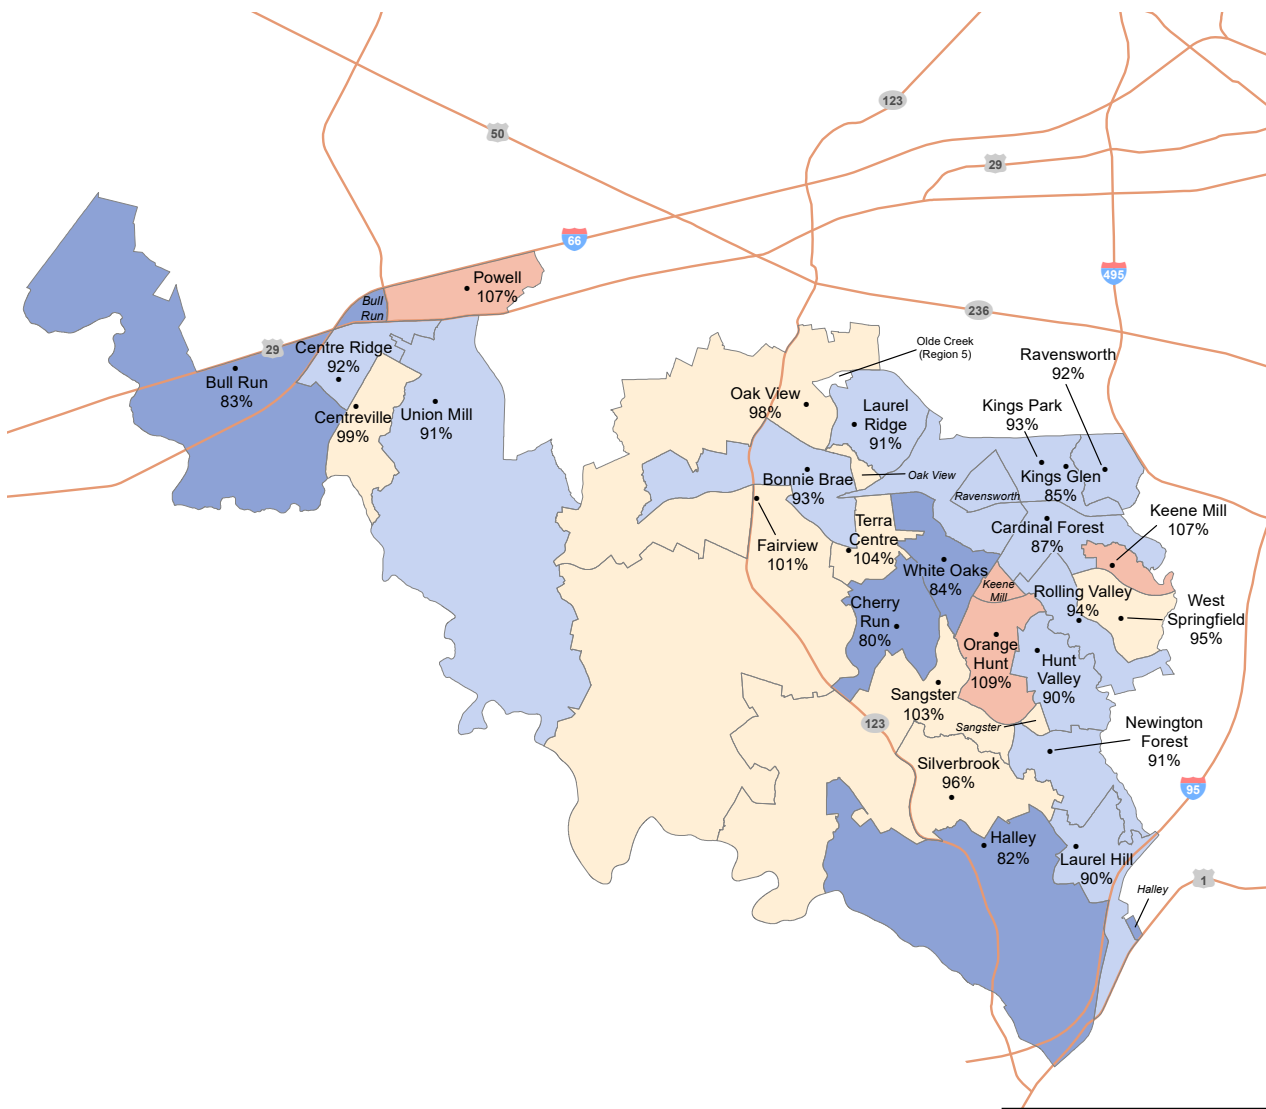 123
50
29
66
495
Powell
107%
Bull
Run
236
Olde Creek
(Region 5)
29
Centre Ridge
92%
Ravensworth
92%
Bull Run
83%
Oak View
98%
Laurel
Ridge
91%
Kings Park
93%
Centreville
99%
Union Mill
91%
Bonnie Brae
93%
Oak View
Kings Glen
85%
Ravensworth
Keene Mill
107%
Terra
Centre
104%
Cardinal Forest
87%
Fairview
101%
White Oaks
84%
Keene
Mill
Rolling Valley
94%
West
Springfield
95%
Cherry
Run
80%
Orange
Hunt
109%
Hunt
Valley
90%
Sangster
103%
Sangster
123
Newington
Forest
91%
Silverbrook
96%
95
Halley
82%
Laurel Hill
90%
1
Halley